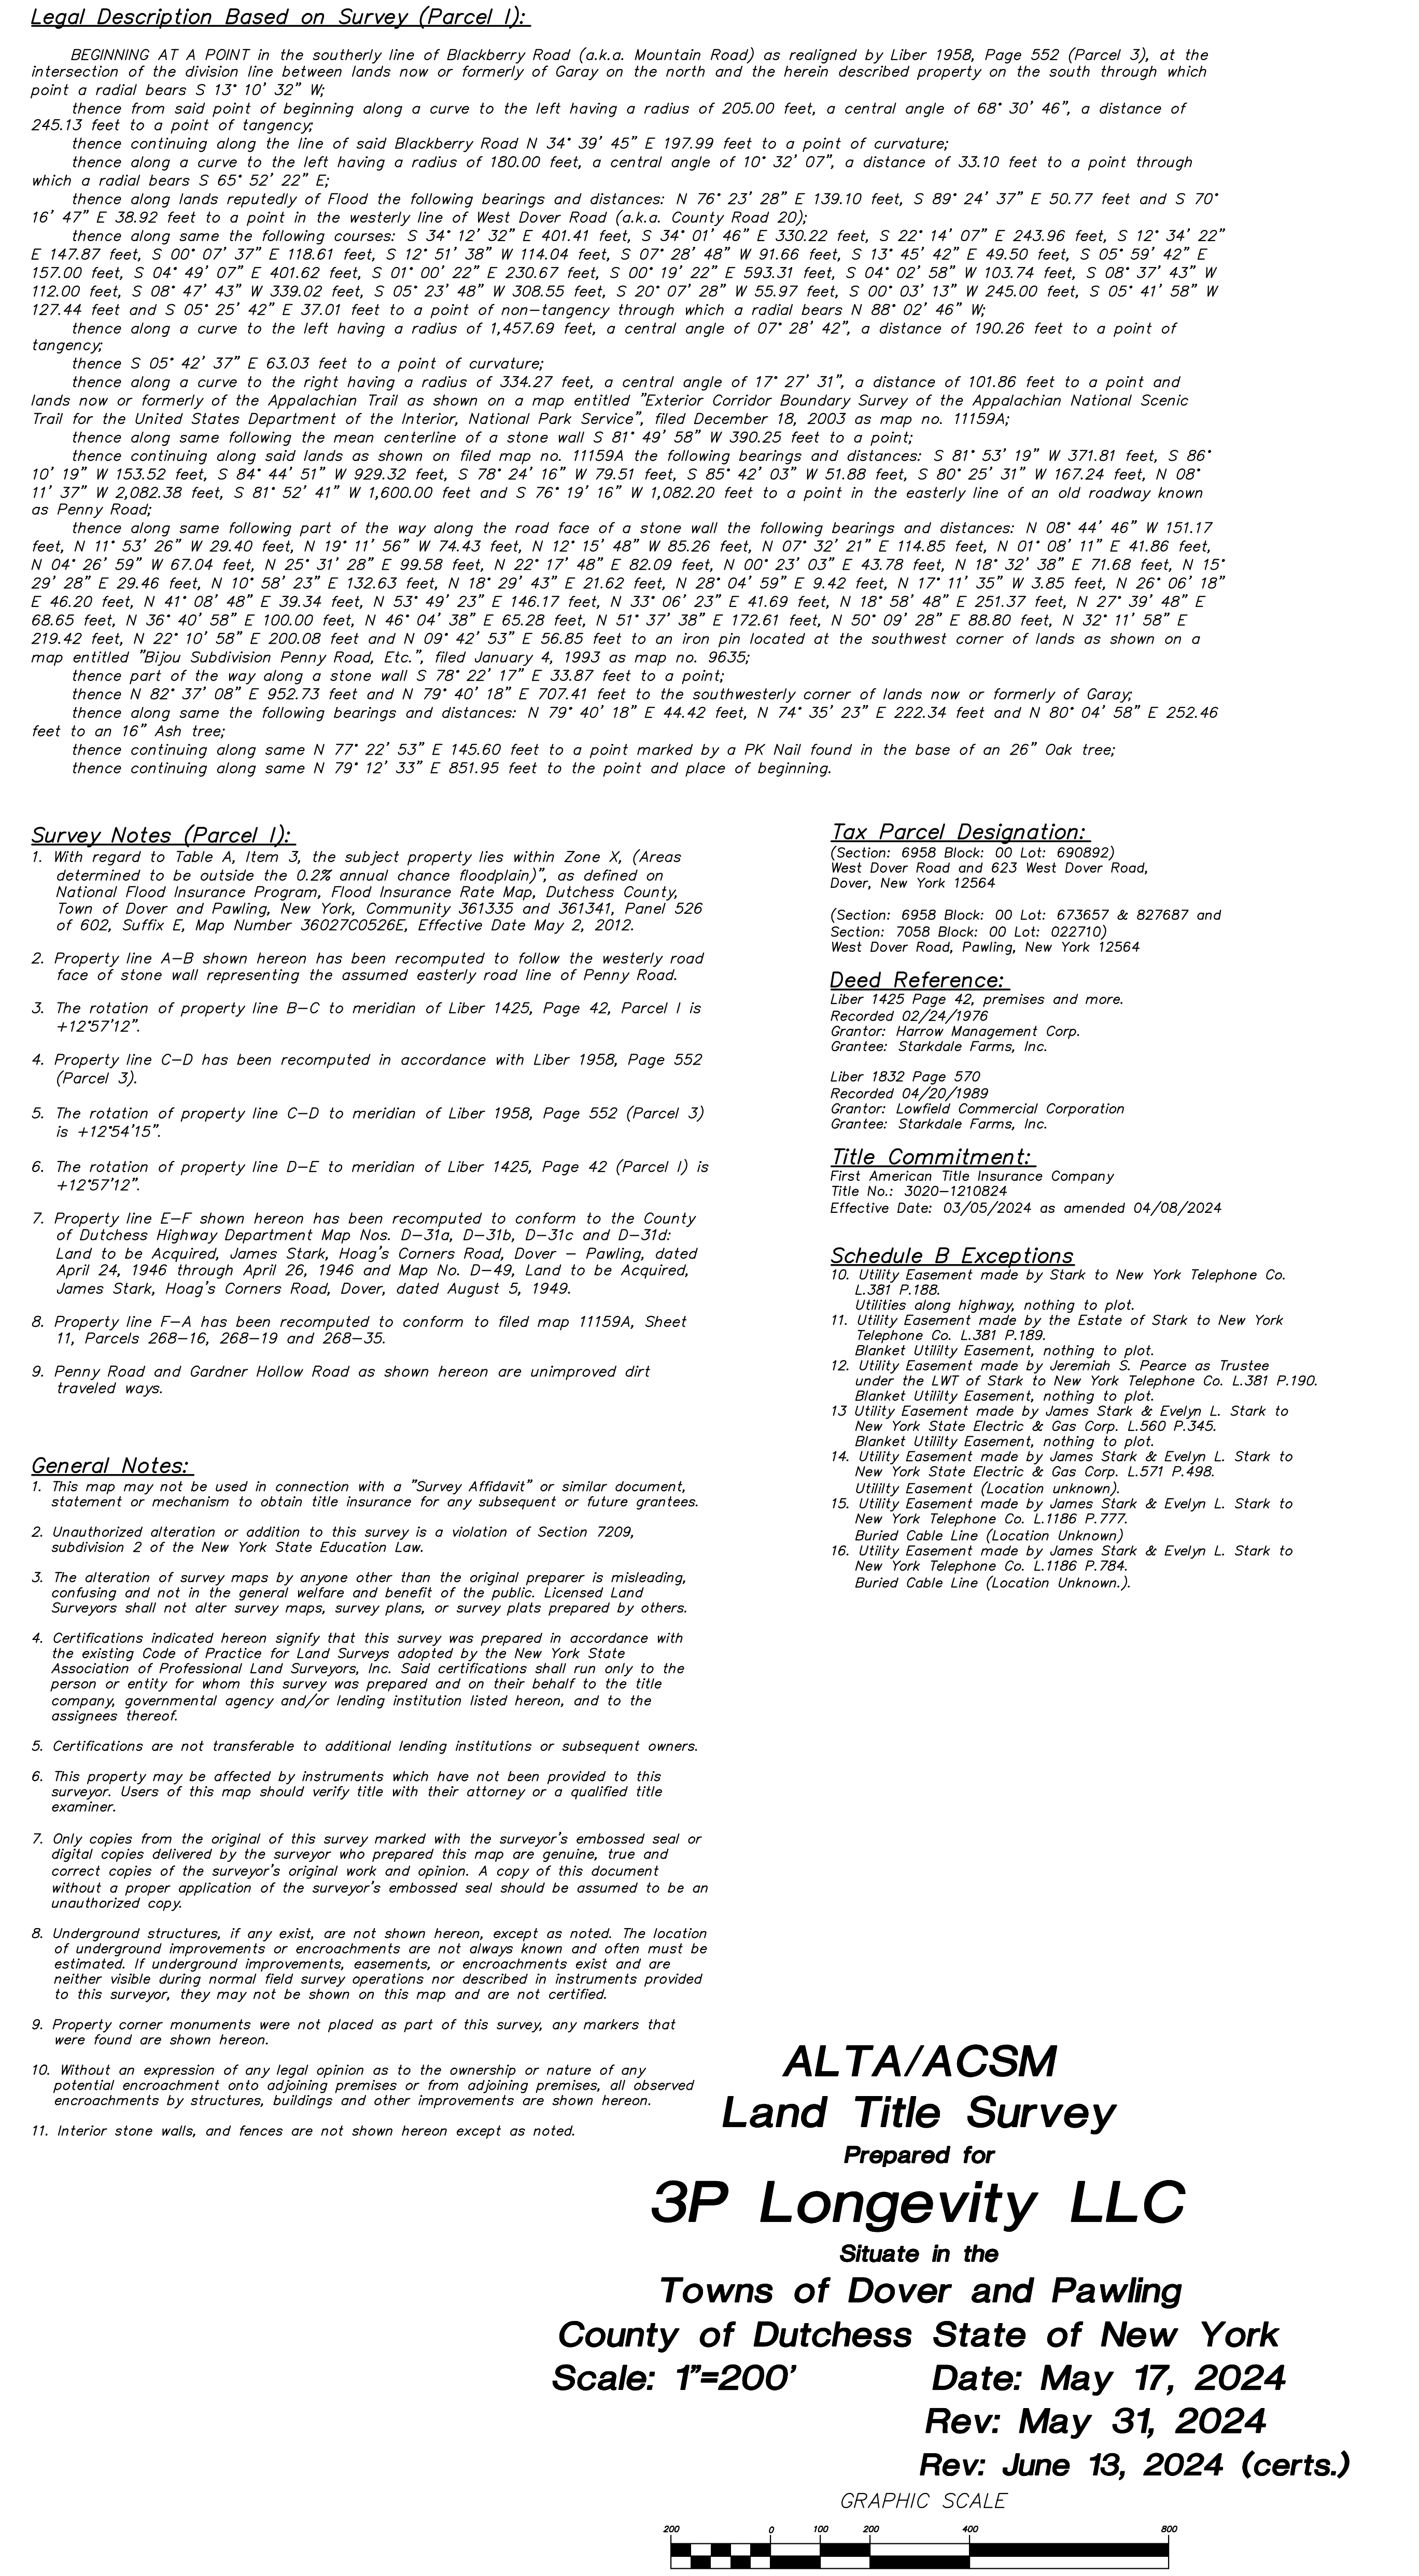 Legal Description Based on Survey (Parcel I):
BEGINNING AT A POINT in the southerly line of Blackberry Road (a.k.a. Mountain Road) as realigned by Liber 1958, Page 552 (Parcel 3), at the
intersection of the division line between lands now or formerly of Garay on the north and the herein described property on the south through which
point a radial bears S 13° 10' 32" W;
thence from said point of beginning along a curve to the left having a radius of 205.00 feet, a central angle of 68° 30' 46", a distance of
245.13 feet to a point of tangency;
thence continuing along the line of said Blackberry Road N 34° 39' 45" E 197.99 feet to a point of curvature;
thence along a curve to the left having a radius of 180.00 feet, a central angle of 10° 32' 07", a distance of 33.10 feet to a point through
which a radial bears S 65° 52' 22" E;
thence along lands reputedly of Flood the following bearings and distances: N 76° 23' 28" E 139.10 feet, S 89° 24' 37" E 50.77 feet and S 70°
16' 47" E 38.92 feet to a point in the westerly line of West Dover Road (a.k.a. County Road 20);
thence along same the following courses: S 34° 12' 32" E 401.41 feet, S 34° 01' 46" E 330.22 feet, S 22° 14' 07" E 243.96 feet, S 12° 34' 22"
E 147.87 feet, S 00° 07' 37" E 118.61 feet, S 12° 51' 38" W 114.04 feet, S 07° 28' 48" W 91.66 feet, S 13° 45' 42" E 49.50 feet, S 05° 59' 42" E
157.00 feet, S 04° 49' 07" E 401.62 feet, S 01° 00' 22" E 230.67 feet, S 00° 19' 22" E 593.31 feet, S 04° 02' 58" W 103.74 feet, S 08° 37' 43" W
112.00 feet, S 08° 47' 43" W 339.02 feet, S 05° 23' 48" W 308.55 feet, S 20° 07' 28" W 55.97 feet, S 00° 03' 13" W 245.00 feet, S 05° 41' 58" W
127.44 feet and S 05° 25' 42" E 37.01 feet to a point of non-tangency through which a radial bears N 88° 02' 46" W;
thence along a curve to the left having a radius of 1,457.69 feet, a central angle of 07° 28' 42", a distance of 190.26 feet to a point of
tangency;
thence S 05° 42' 37" E 63.03 feet to a point of curvature;
thence along a curve to the right having a radius of 334.27 feet, a central angle of 17° 27' 31", a distance of 101.86 feet to a point and
lands now or formerly of the Appalachian Trail as shown on a map entitled "Exterior Corridor Boundary Survey of the Appalachian National Scenic
Trail for the United States Department of the Interior, National Park Service", filed December 18, 2003 as map no. 11159A;
thence along same following the mean centerline of a stone wall S 81° 49' 58" W 390.25 feet to a point;
thence continuing along said lands as shown on filed map no. 11159A the following bearings and distances: S 81° 53' 19" W 371.81 feet, S 86°
10' 19" W 153.52 feet, S 84° 44' 51" W 929.32 feet, S 78° 24' 16" W 79.51 feet, S 85° 42' 03" W 51.88 feet, S 80° 25' 31" W 167.24 feet, N 08°
11' 37" W 2,082.38 feet, S 81° 52' 41" W 1,600.00 feet and S 76° 19' 16" W 1,082.20 feet to a point in the easterly line of an old roadway known
as Penny Road;
thence along same following part of the way along the road face of a stone wall the following bearings and distances: N 08° 44' 46" W 151.17
feet, N 11° 53' 26" W 29.40 feet, N 19° 11' 56" W 74.43 feet, N 12° 15' 48" W 85.26 feet, N 07° 32' 21" E 114.85 feet, N 01° 08' 11" E 41.86 feet,
N 04° 26' 59" W 67.04 feet, N 25° 31' 28" E 99.58 feet, N 22° 17' 48" E 82.09 feet, N 00° 23' 03" E 43.78 feet, N 18° 32' 38" E 71.68 feet, N 15°
29' 28" E 29.46 feet, N 10° 58' 23" E 132.63 feet, N 18° 29' 43" E 21.62 feet, N 28° 04' 59" E 9.42 feet, N 17° 11' 35" W 3.85 feet, N 26° 06' 18"
E 46.20 feet, N 41° 08' 48" E 39.34 feet, N 53° 49' 23" E 146.17 feet, N 33° 06' 23" E 41.69 feet, N 18° 58' 48" E 251.37 feet, N 27° 39' 48" E
68.65 feet, N 36° 40' 58" E 100.00 feet, N 46° 04' 38" E 65.28 feet, N 51° 37' 38" E 172.61 feet, N 50° 09' 28" E 88.80 feet, N 32° 11' 58" E
219.42 feet, N 22° 10' 58" E 200.08 feet and N 09° 42' 53" E 56.85 feet to an iron pin located at the southwest corner of lands as shown on a
map entitled "Bijou Subdivision Penny Road, Etc.", filed January 4, 1993 as map no. 9635;
thence part of the way along a stone wall S 78° 22' 17" E 33.87 feet to a point;
thence N 82° 37' 08" E 952.73 feet and N 79° 40' 18" E 707.41 feet to the southwesterly corner of lands now or formerly of Garay;
thence along same the following bearings and distances: N 79° 40' 18" E 44.42 feet, N 74° 35' 23" E 222.34 feet and N 80° 04' 58" E 252.46
feet to an 16" Ash tree;
thence continuing along same N 77° 22' 53" E 145.60 feet to a point marked by a PK Nail found in the base of an 26" Oak tree;
thence continuing along same N 79° 12' 33" E 851.95 feet to the point and place of beginning.
Survey Notes (Parcel I):
1. With regard to Table A, Item 3, the subject property lies within Zone X, (Areas
determined to be outside the 0.2% annual chance floodplain)", as defined on
National Flood Insurance Program, Flood Insurance Rate Map, Dutchess County,
Town of Dover and Pawling, New York, Community 361335 and 361341, Panel 526
of 602, Suffix E, Map Number 36027C0526E, Effective Date May 2, 2012.
2. Property line A-B shown hereon has been recomputed to follow the westerly road
face of stone wall representing the assumed easterly road line of Penny Road.
3. The rotation of property line B-C to meridian of Liber 1425, Page 42, Parcel I is
+12°57'12".
4. Property line C-D has been recomputed in accordance with Liber 1958, Page 552
(Parcel 3).
5. The rotation of property line C-D to meridian of Liber 1958, Page 552 (Parcel 3)
is +12°54'15".
6. The rotation of property line D-E to meridian of Liber 1425, Page 42 (Parcel I) is
+12°57'12".
7. Property line E-F shown hereon has been recomputed to conform to the County
of Dutchess Highway Department Map Nos. D-31a, D-31b, D-31c and D-31d:
Land to be Acquired, James Stark, Hoag's Corners Road, Dover - Pawling, dated
April 24, 1946 through April 26, 1946 and Map No. D-49, Land to be Acquired,
James Stark, Hoag's Corners Road, Dover, dated August 5, 1949.
8. Property line F-A has been recomputed to conform to filed map 11159A, Sheet
11, Parcels 268-16, 268-19 and 268-35.
9. Penny Road and Gardner Hollow Road as shown hereon are unimproved dirt
traveled ways.
General Notes:
1. This map may not be used in connection with a "Survey Affidavit" or similar document,
statement or mechanism to obtain title insurance for any subsequent or future grantees.
2. Unauthorized alteration or addition to this survey is a violation of Section 7209,
subdivision 2 of the New York State Education Law.
3. The alteration of survey maps by anyone other than the original preparer is misleading,
confusing and not in the general welfare and benefit of the public. Licensed Land
Surveyors shall not alter survey maps, survey plans, or survey plats prepared by others.
4. Certifications indicated hereon signify that this survey was prepared in accordance with
the existing Code of Practice for Land Surveys adopted by the New York State
Association of Professional Land Surveyors, Inc. Said certifications shall run only to the
person or entity for whom this survey was prepared and on their behalf to the title
company, governmental agency and/or lending institution listed hereon, and to the
assignees thereof.
5. Certifications are not transferable to additional lending institutions or subsequent owners.
6. This property may be affected by instruments which have not been provided to this
surveyor. Users of this map should verify title with their attorney or a qualified title
examiner.
7. Only copies from the original of this survey marked with the surveyor's embossed seal or
digital copies delivered by the surveyor who prepared this map are genuine, true and
correct copies of the surveyor's original work and opinion. A copy of this document
without a proper application of the surveyor's embossed seal should be assumed to be an
unauthorized copy.
8. Underground structures, if any exist, are not shown hereon, except as noted. The location
of underground improvements or encroachments are not always known and often must be
estimated. If underground improvements, easements, or encroachments exist and are
neither visible during normal field survey operations nor described in instruments provided
to this surveyor, they may not be shown on this map and are not certified.
9. Property corner monuments were not placed as part of this survey, any markers that
were found are shown hereon.
10. Without an expression of any legal opinion as to the ownership or nature of any
potential encroachment onto adjoining premises or from adjoining premises, all observed
encroachments by structures, buildings and other improvements are shown hereon.
11. Interior stone walls, and fences are not shown hereon except as noted.
Tax Parcel Designation:
(Section: 6958 Block: 00 Lot: 690892)
West Dover Road and 623 West Dover Road,
Dover, New York 12564
(Section: 6958 Block: 00 Lot: 673657 & 827687 and
Section: 7058 Block: 00 Lot: 022710)
West Dover Road, Pawling, New York 12564
Deed Reference:
Liber 1425 Page 42, premises and more.
Recorded 02/24/1976
Grantor: Harrow Management Corp.
Grantee: Starkdale Farms, Inc.
Liber 1832 Page 570
Recorded 04/20/1989
Grantor: Lowfield Commercial Corporation
Grantee: Starkdale Farms, Inc.
Title Commitment:
First American Title Insurance Company
Title No.: 3020-1210824
Effective Date: 03/05/2024 as amended 04/08/2024
Schedule B Exceptions
10. Utility Easement made by Stark to New York Telephone Co.
L.381 P.188.
Utilities along highway, nothing to plot.
11. Utility Easement made by the Estate of Stark to New York
Telephone Co. L.381 P.189.
Blanket Utililty Easement, nothing to plot.
12. Utility Easement made by Jeremiah S. Pearce as Trustee
under the LWT of Stark to New York Telephone Co. L.381 P.190.
Blanket Utililty Easement, nothing to plot.
13 Utility Easement made by James Stark & Evelyn L. Stark to
New York State Electric & Gas Corp. L.560 P.345.
Blanket Utililty Easement, nothing to plot.
14. Utility Easement made by James Stark & Evelyn L. Stark to
New York State Electric & Gas Corp. L.571 P.498.
Utililty Easement (Location unknown).
15. Utility Easement made by James Stark & Evelyn L. Stark to
New York Telephone Co. L.1186 P.777.
Buried Cable Line (Location Unknown)
16. Utility Easement made by James Stark & Evelyn L. Stark to
New York Telephone Co. L.1186 P.784.
Buried Cable Line (Location Unknown.).
ALTA/ACSM
Land Title Survey
Prepared for
3P Longevity LLC
Situate in the
Towns of Dover and Pawling
County of Dutchess State of New York
Scale: 1"=200' Date: May 17, 2024
Rev: May 31, 2024
Rev: June 13, 2024 (certs.)
GRAPHIC SCALE
200 0 100 200 400 800